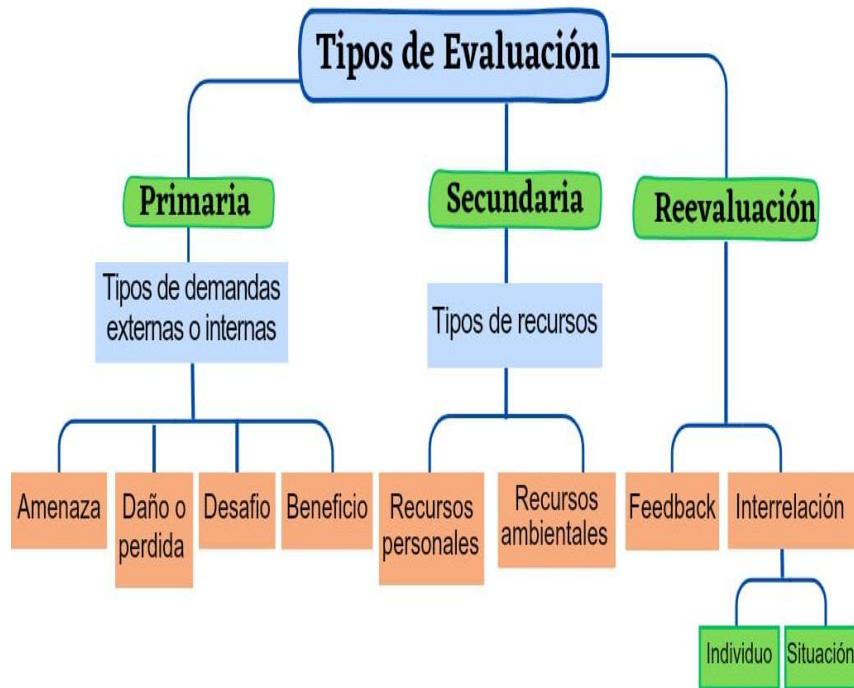 Tipos de Evaluación
Primaria
Secundaria
Reevaluación
Tipos de demandas
externas o internas
Tipos de recursos
Amenaza
Daño o
perdida
Desafio
Beneficio
Recursos
personales
Recursos
ambientales
Feedback
Interrelación
Individuo
Situación